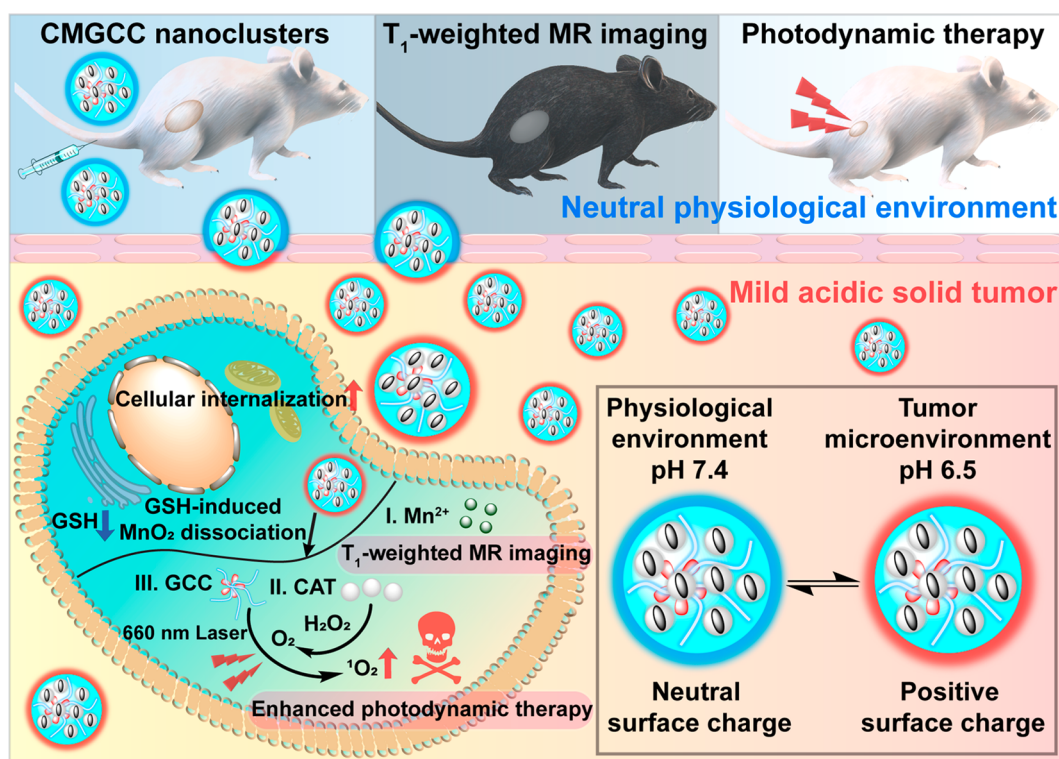 CMGCC nanoclusters
T₁-weighted MR imaging
Photodynamic therapy
Neutral physiological environment
Mild acidic solid tumor
Cellular internalization
GSH
GSH-induced
MnO₂ dissociation
I. Mn²⁺
T₁-weighted MR imaging
III. GCC
II. CAT
660 nm Laser
H₂O₂
O₂
¹O₂
Enhanced photodynamic therapy
Physiological
environment
pH 7.4
Tumor
microenvironment
pH 6.5
Neutral
surface charge
Positive
surface charge